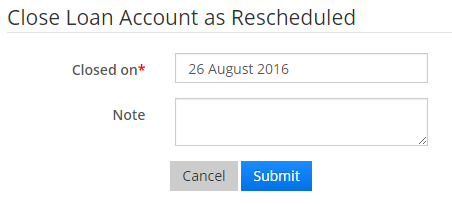 Close Loan Account as Rescheduled
Closed on* 26 August 2016
Note
Cancel Submit